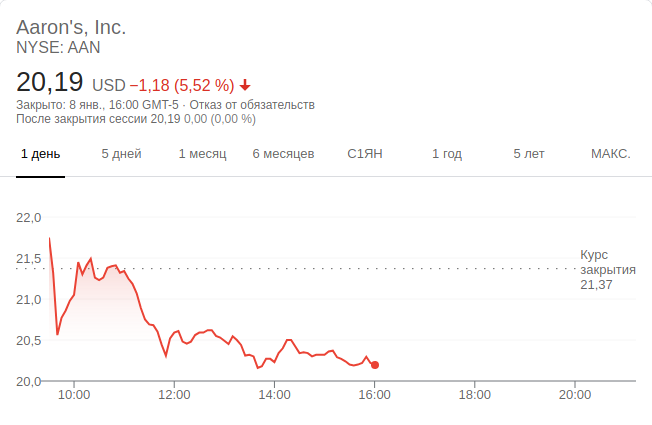 Aaron's, Inc.
NYSE: AAN
20,19 USD −1,18 (5,52 %)
Закрыто: 8 янв., 16:00 GMT-5 · Отказ от обязательств
После закрытия сессии 20,19 0,00 (0,00 %)
1 день 5 дней 1 месяц 6 месяцев С1ЯН 1 год 5 лет МАКС.
22,0
21,5
21,0
20,5
20,0
Курс
закрытия
21,37
10:00 12:00 14:00 16:00 18:00 20:00